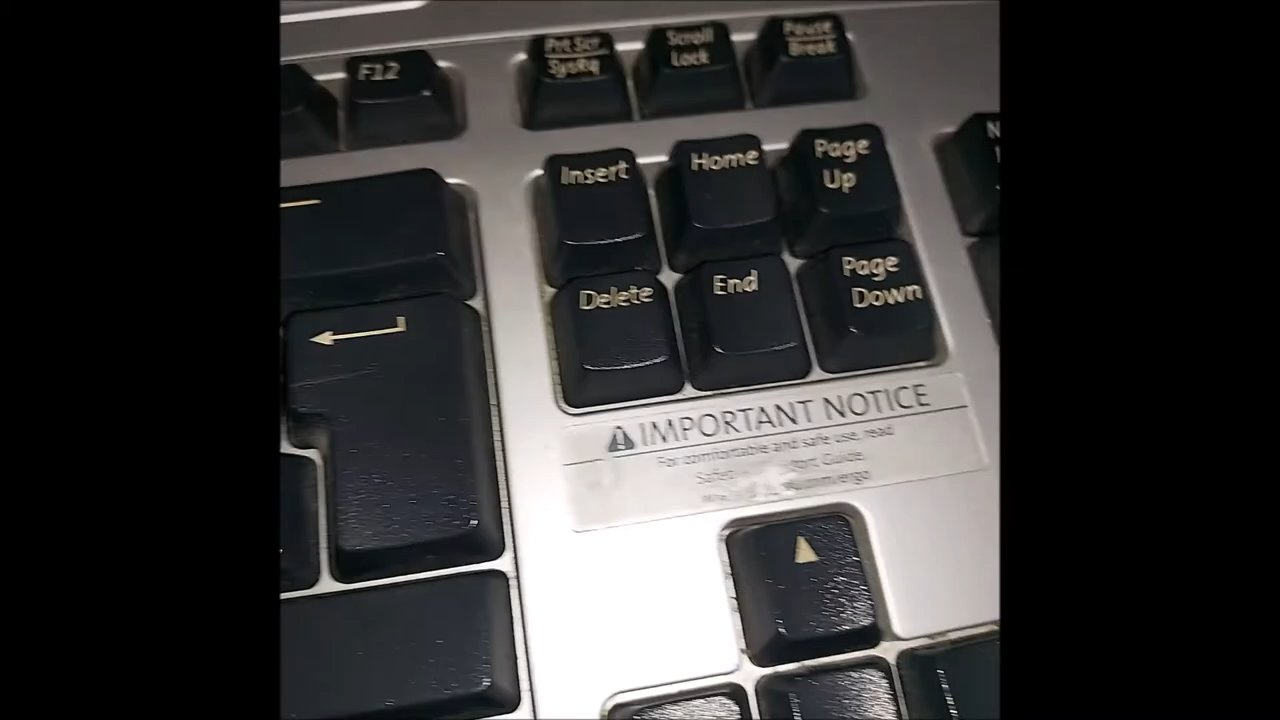 F12
Prt Scr
SysRq
Scroll
Lock
Pause
Break
Insert
Home
Page
Up
Delete
End
Page
Down
IMPORTANT NOTICE
For comfortable and safe use, read
Guide.